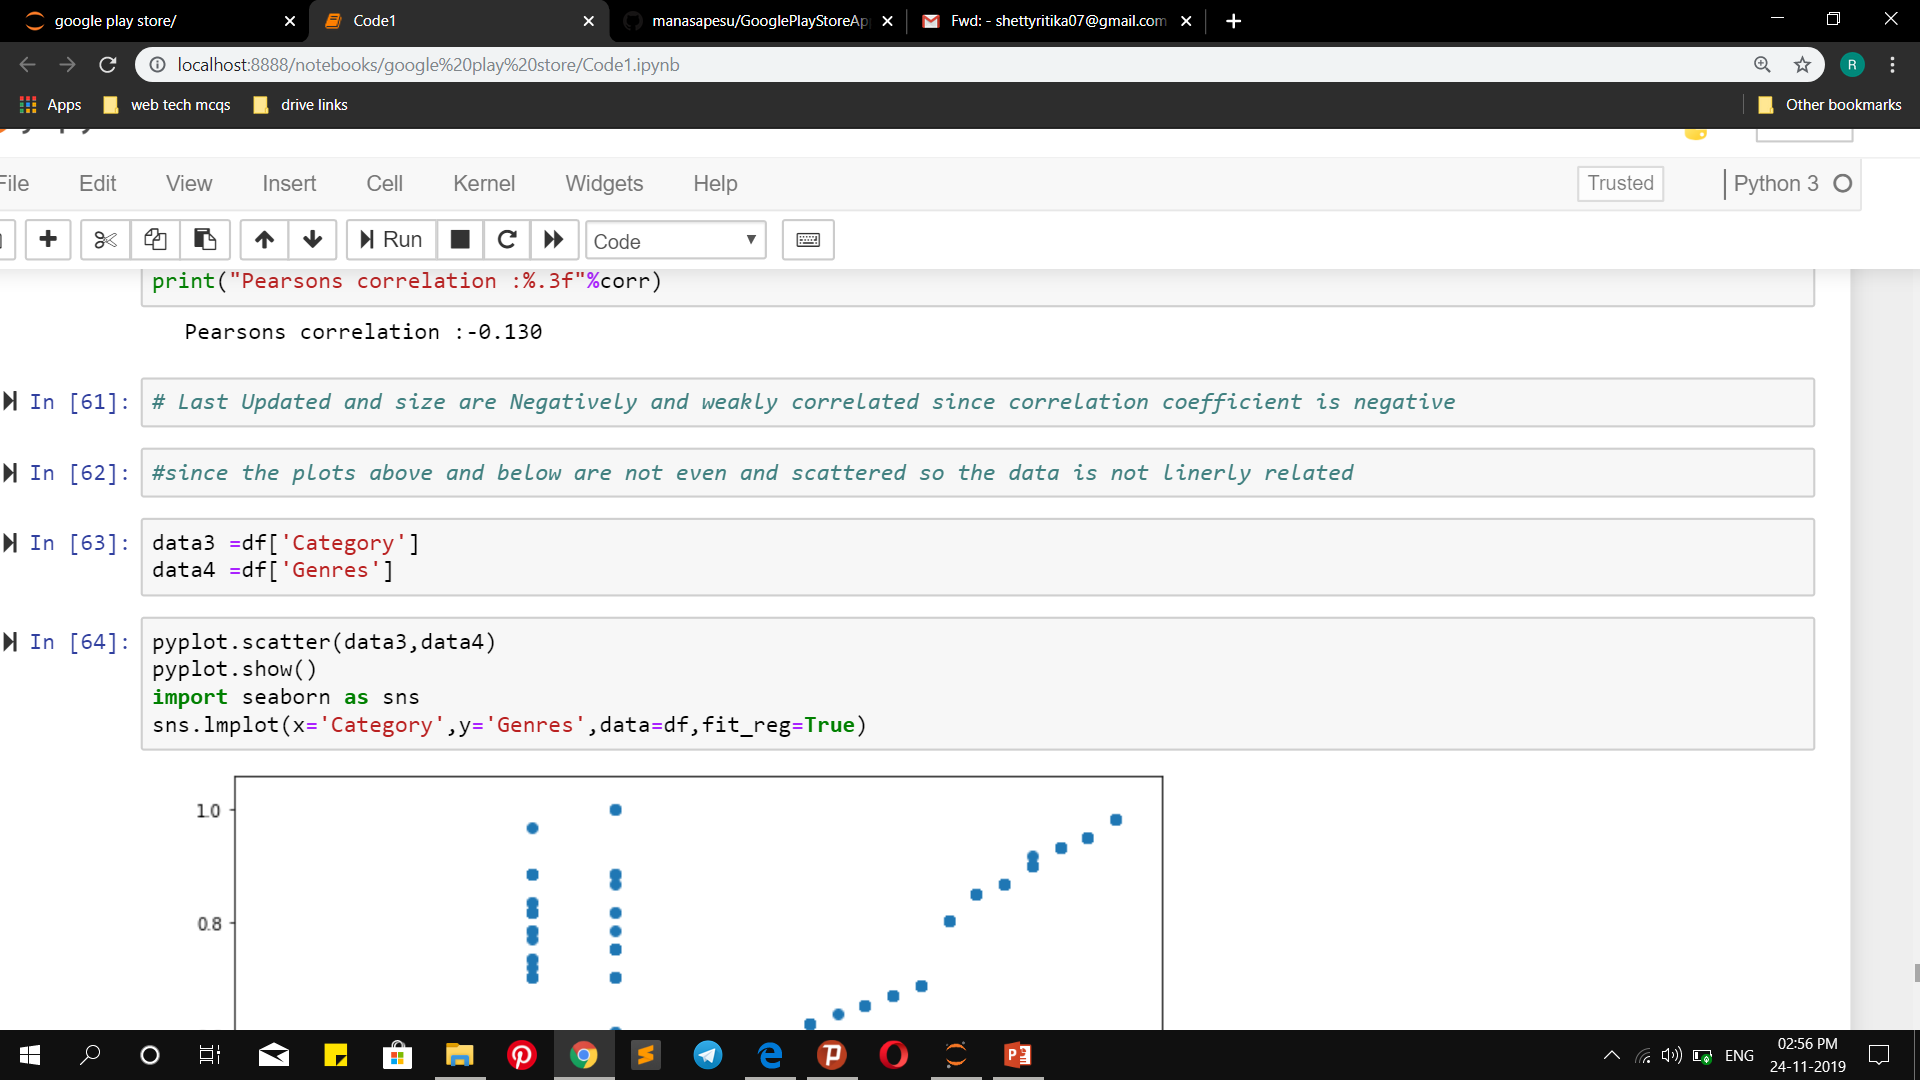 google play store/
Code1
manasapesu/GooglePlayStoreAp
Fwd: - shettyritika07@gmail.com
localhost:8888/notebooks/google%20play%20store/Code1.ipynb
R
Apps
web tech mcqs
drive links
Other bookmarks
File Edit View Insert Cell Kernel Widgets Help
Trusted
Python 3
Run
Code
print("Pearsons correlation :%.3f"%corr)
Pearsons correlation :-0.130
In [61]: # Last Updated and size are Negatively and weakly correlated since correlation coefficient is negative
In [62]: #since the plots above and below are not even and scattered so the data is not linerly related
In [63]: data3 =df['Category']
data4 =df['Genres']
In [64]: pyplot.scatter(data3,data4)
pyplot.show()
import seaborn as sns
sns.lmplot(x='Category',y='Genres',data=df,fit_reg=True)
1.0
0.8
ENG
02:56 PM
24-11-2019